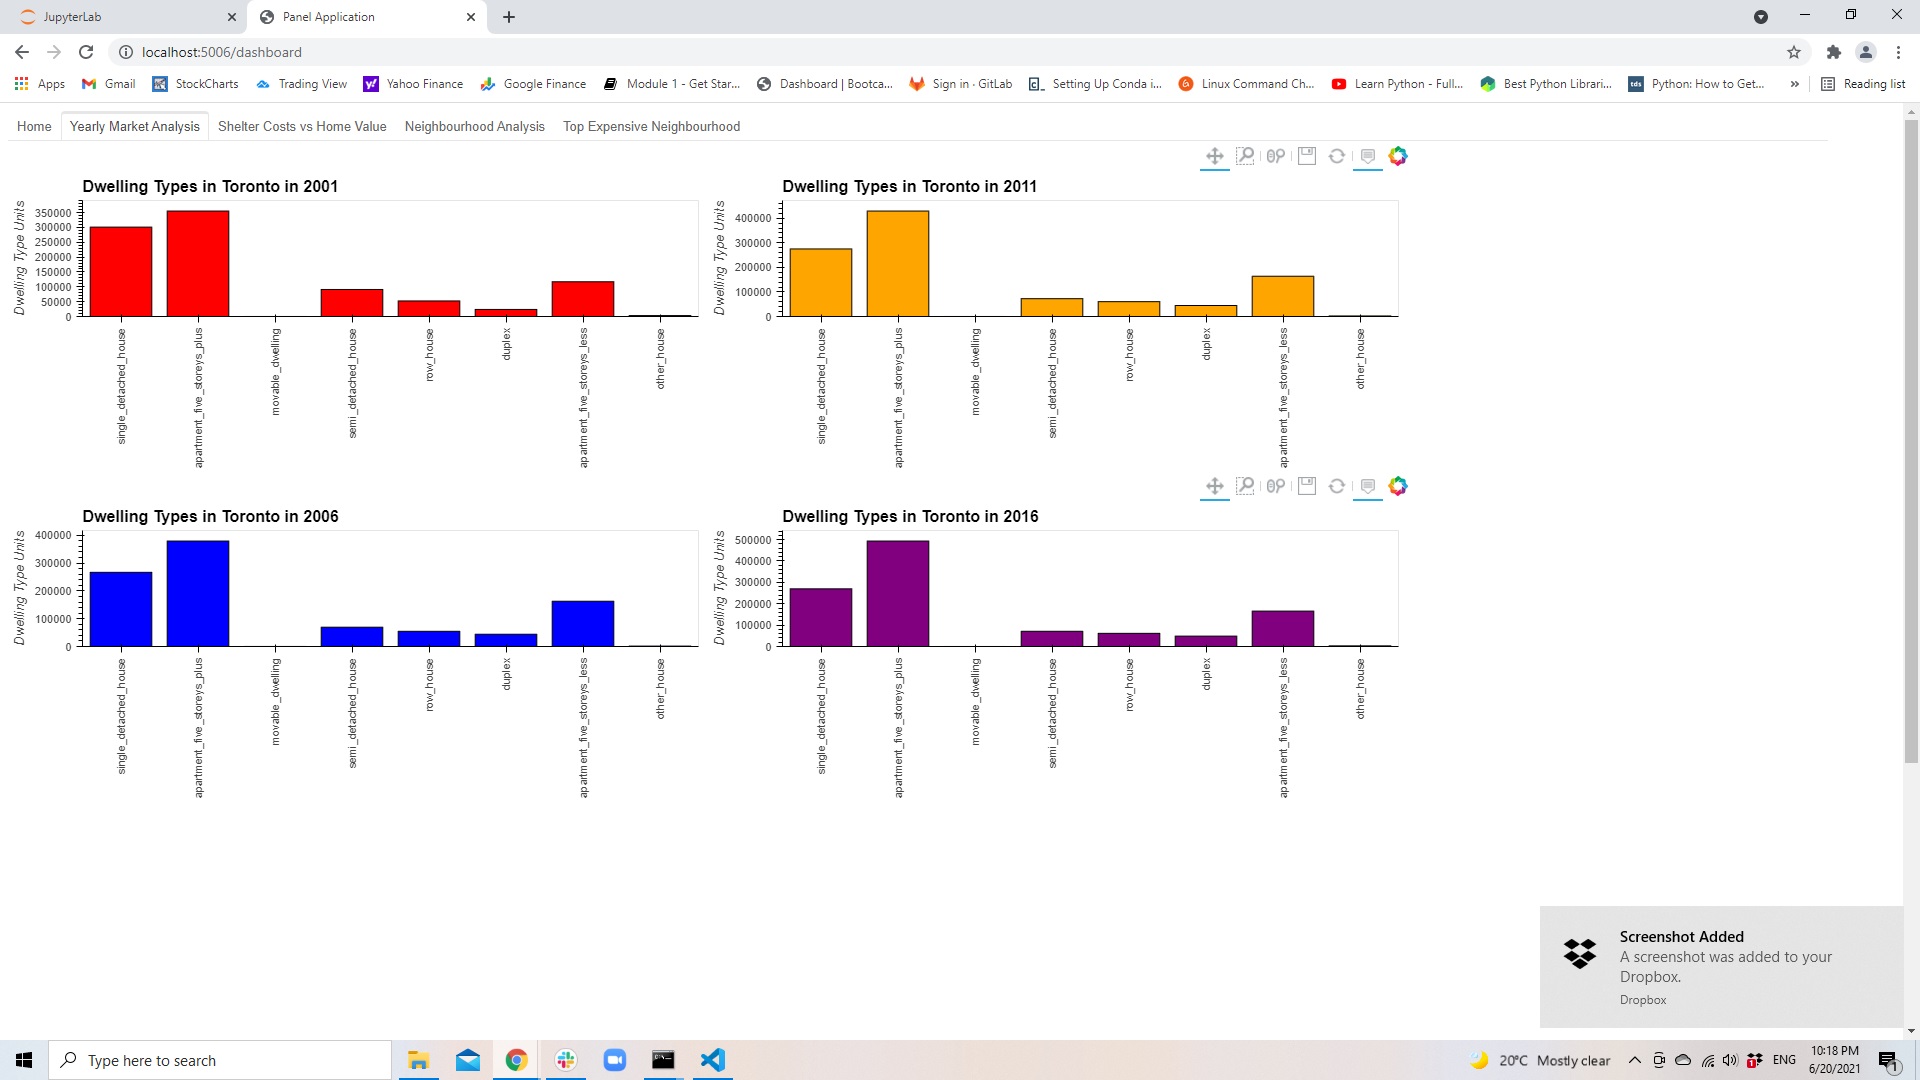 JupyterLab
Panel Application
localhost:5006/dashboard
Apps
Gmail
StockCharts
Trading View
Yahoo Finance
Google Finance
Module 1 - Get Star...
Dashboard | Bootca...
Sign in · GitLab
Setting Up Conda i...
Linux Command Ch...
Learn Python - Full...
Best Python Librari...
tds
Python: How to Get...
Reading list
Home
Yearly Market Analysis
Shelter Costs vs Home Value
Neighbourhood Analysis
Top Expensive Neighbourhood
Dwelling Types in Toronto in 2001
Dwelling Type Units
350000
300000
250000
200000
150000
100000
50000
0
single_detached_house
apartment_five_storeys_plus
movable_dwelling
semi_detached_house
row_house
duplex
apartment_five_storeys_less
other_house
Dwelling Types in Toronto in 2011
Dwelling Type Units
400000
300000
200000
100000
0
single_detached_house
apartment_five_storeys_plus
movable_dwelling
semi_detached_house
row_house
duplex
apartment_five_storeys_less
other_house
Dwelling Types in Toronto in 2006
Dwelling Type Units
400000
300000
200000
100000
0
single_detached_house
apartment_five_storeys_plus
movable_dwelling
semi_detached_house
row_house
duplex
apartment_five_storeys_less
other_house
Dwelling Types in Toronto in 2016
Dwelling Type Units
500000
400000
300000
200000
100000
0
single_detached_house
apartment_five_storeys_plus
movable_dwelling
semi_detached_house
row_house
duplex
apartment_five_storeys_less
other_house
Screenshot Added
A screenshot was added to your
Dropbox.
Dropbox
Type here to search
20°C Mostly clear
ENG
10:18 PM
6/20/2021
1